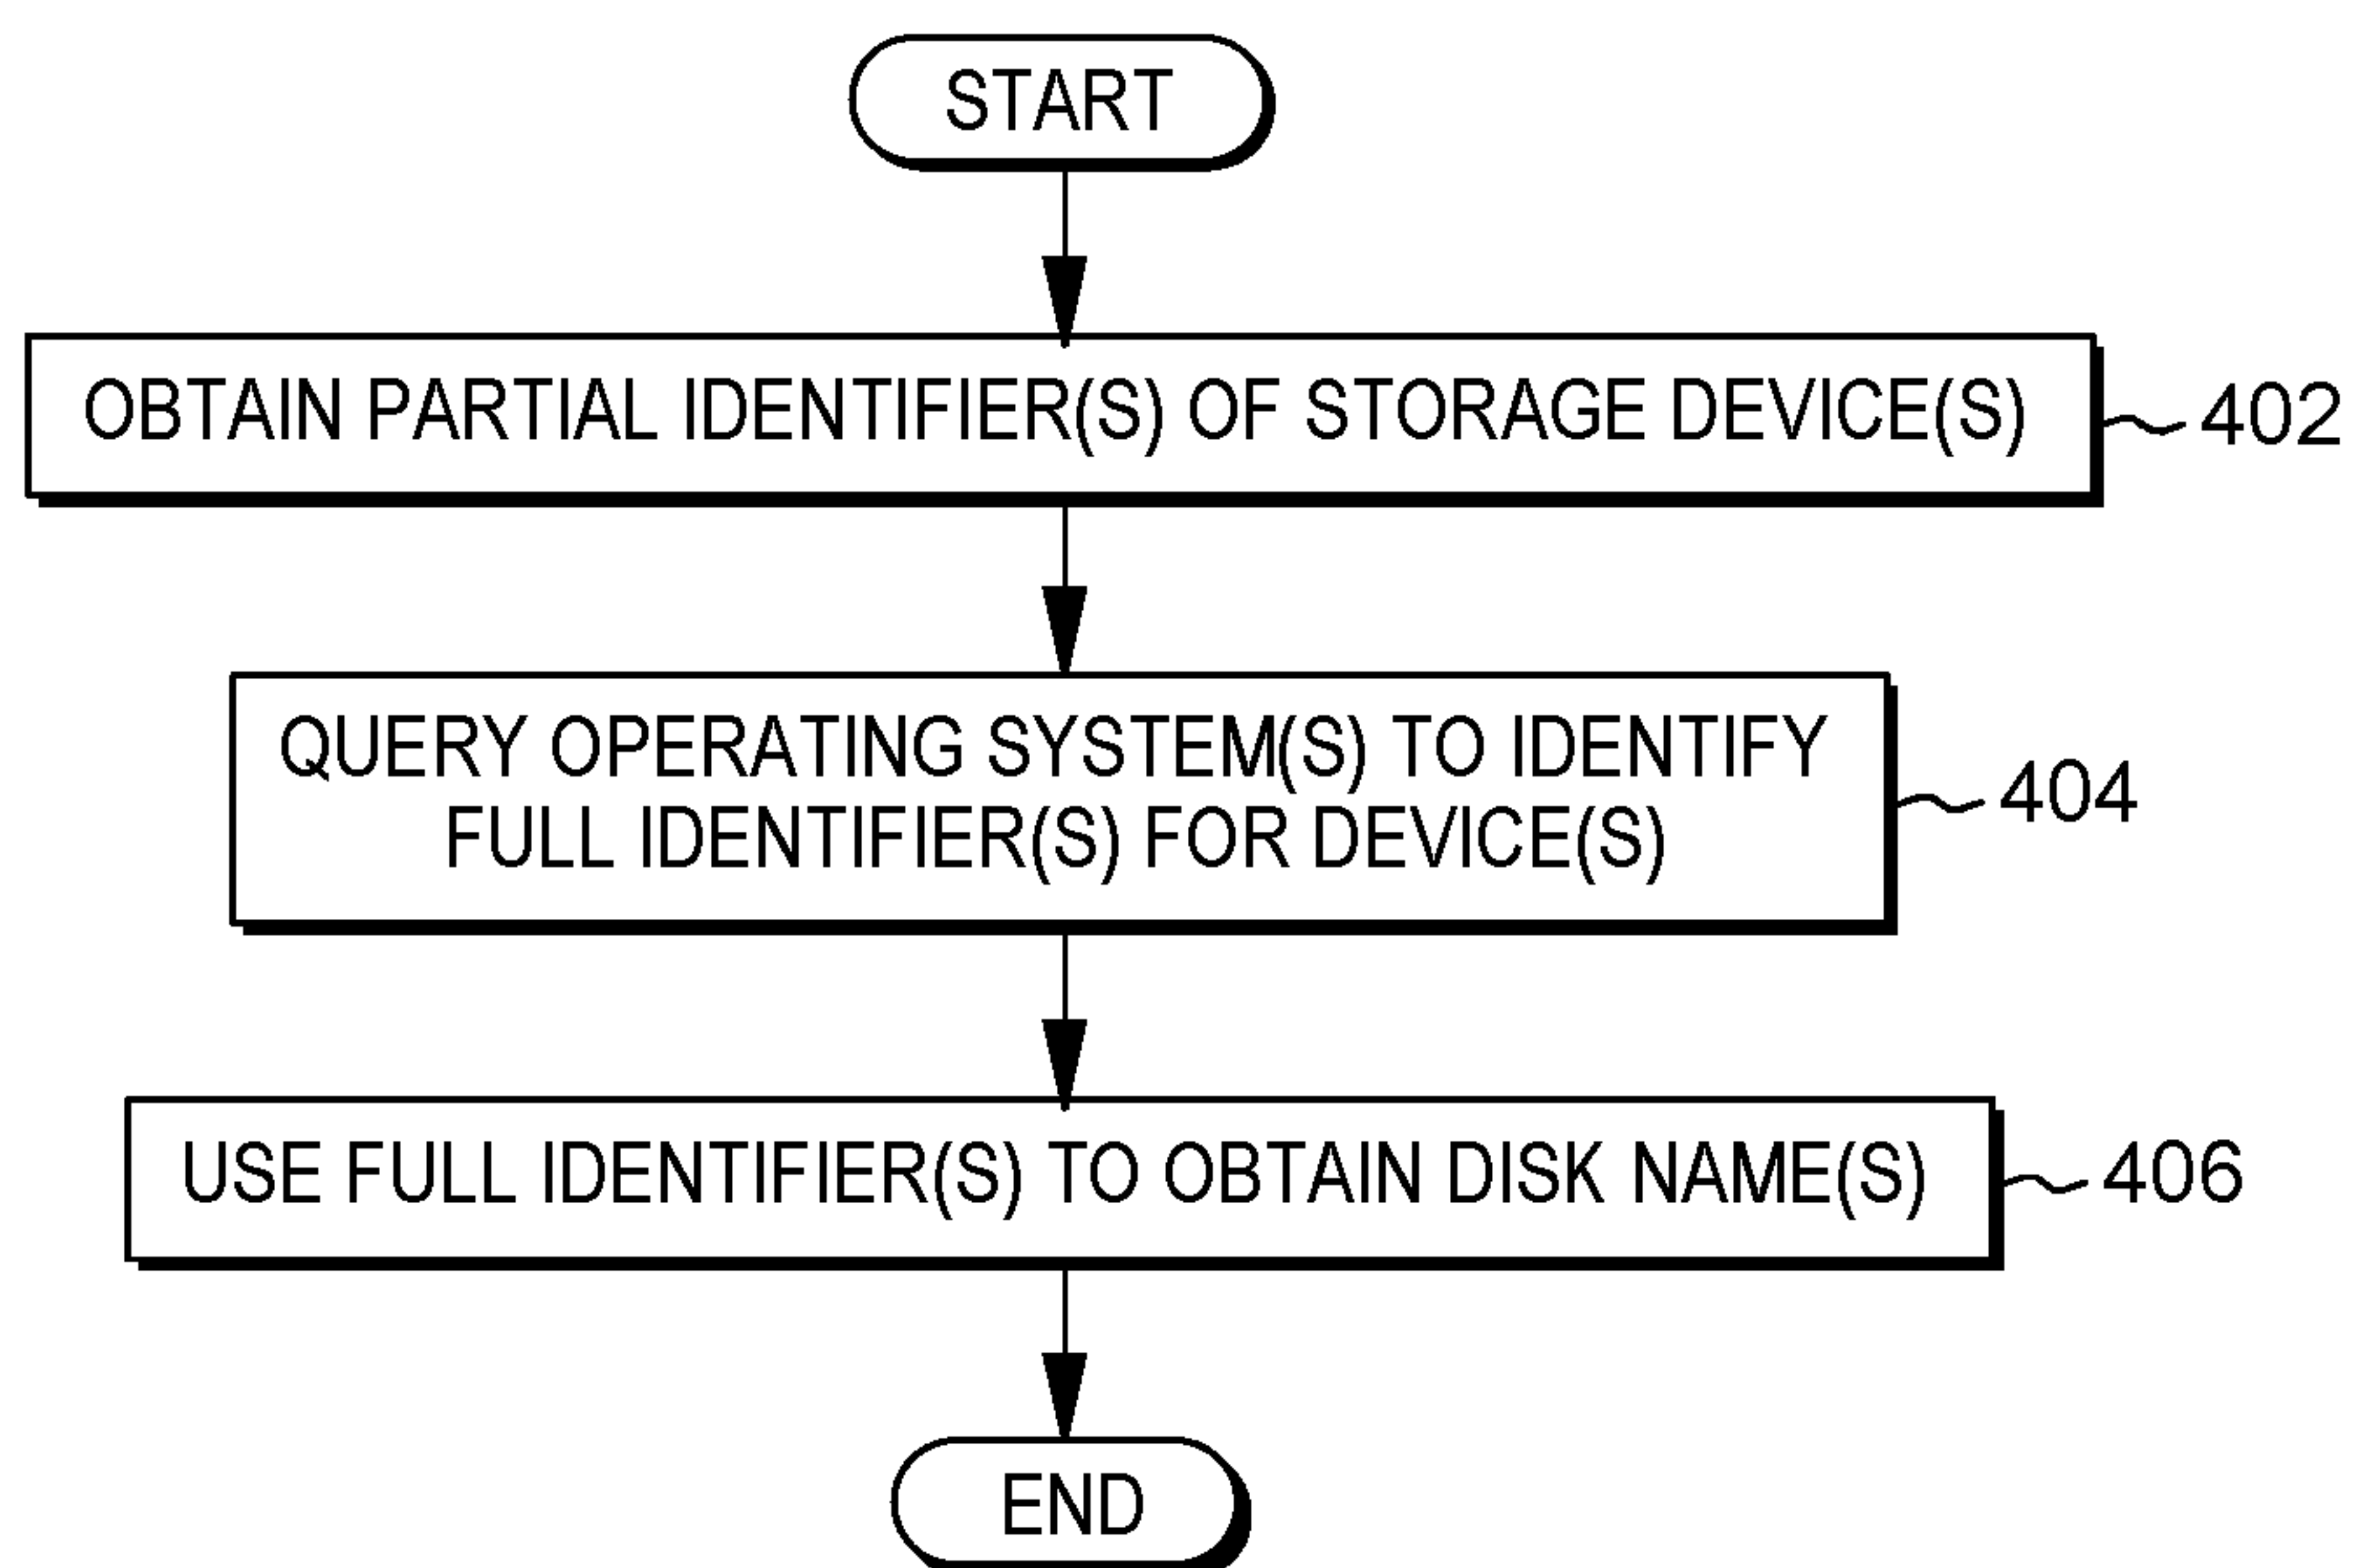 START
OBTAIN PARTIAL IDENTIFIER(S) OF STORAGE DEVICE(S)
402
QUERY OPERATING SYSTEM(S) TO IDENTIFY
FULL IDENTIFIER(S) FOR DEVICE(S)
404
USE FULL IDENTIFIER(S) TO OBTAIN DISK NAME(S)
406
END